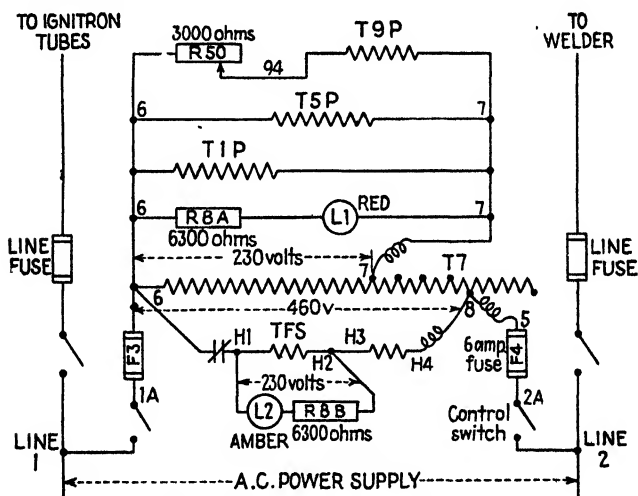 TO IGNITRON
TUBES
TO
WELDER
3000 ohms
R50
94
T9P
6
T5P
7
T1P
6
R8A
6300 ohms
L1
RED
7
LINE
FUSE
LINE
FUSE
230 volts
7
T7
6
460v
8
5
F3
H1
TFS
H3
H2
H4
6 amp.
fuse
F4
230 volts
1A
L2
R8B
AMBER
6300 ohms
Control
switch
2A
LINE
1
LINE
2
A.C. POWER SUPPLY